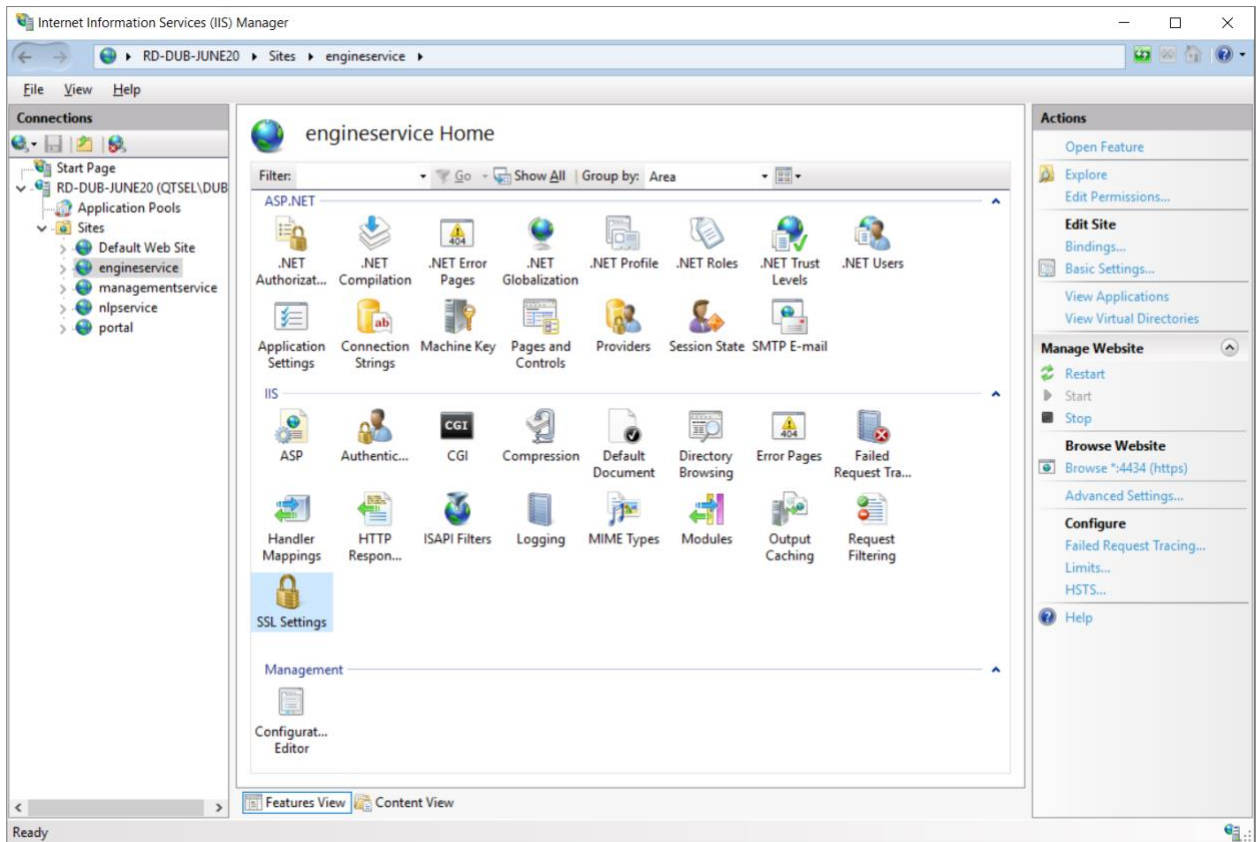 Internet Information Services (IIS) Manager
RD-DUB-JUNE20 Sites engineservice
File View Help
Connections
Start Page
RD-DUB-JUNE20 (QTSEL\DUB
Application Pools
Sites
Default Web Site
engineservice
managementservice
nlpservice
portal
engineservice Home
Filter: Go Show All Group by: Area
ASP.NET
.NET Authorizat...
.NET Compilation
.NET Error Pages
.NET Globalization
.NET Profile
.NET Roles
.NET Trust Levels
.NET Users
Application Settings
Connection Strings
Machine Key
Pages and Controls
Providers
Session State
SMTP E-mail
IIS
ASP
Authentic...
CGI
CGI
Compression
Default Document
Directory Browsing
Error Pages
Failed Request Tra...
Handler Mappings
HTTP Respon...
ISAPI Filters
Logging
MIME Types
Modules
Output Caching
Request Filtering
SSL Settings
Management
Configurat... Editor
Features View Content View
Ready
Actions
Open Feature
Explore
Edit Permissions...
Edit Site
Bindings...
Basic Settings...
View Applications
View Virtual Directories
Manage Website
Restart
Start
Stop
Browse Website
Browse *:4434 (https)
Advanced Settings...
Configure
Failed Request Tracing...
Limits...
HSTS...
Help